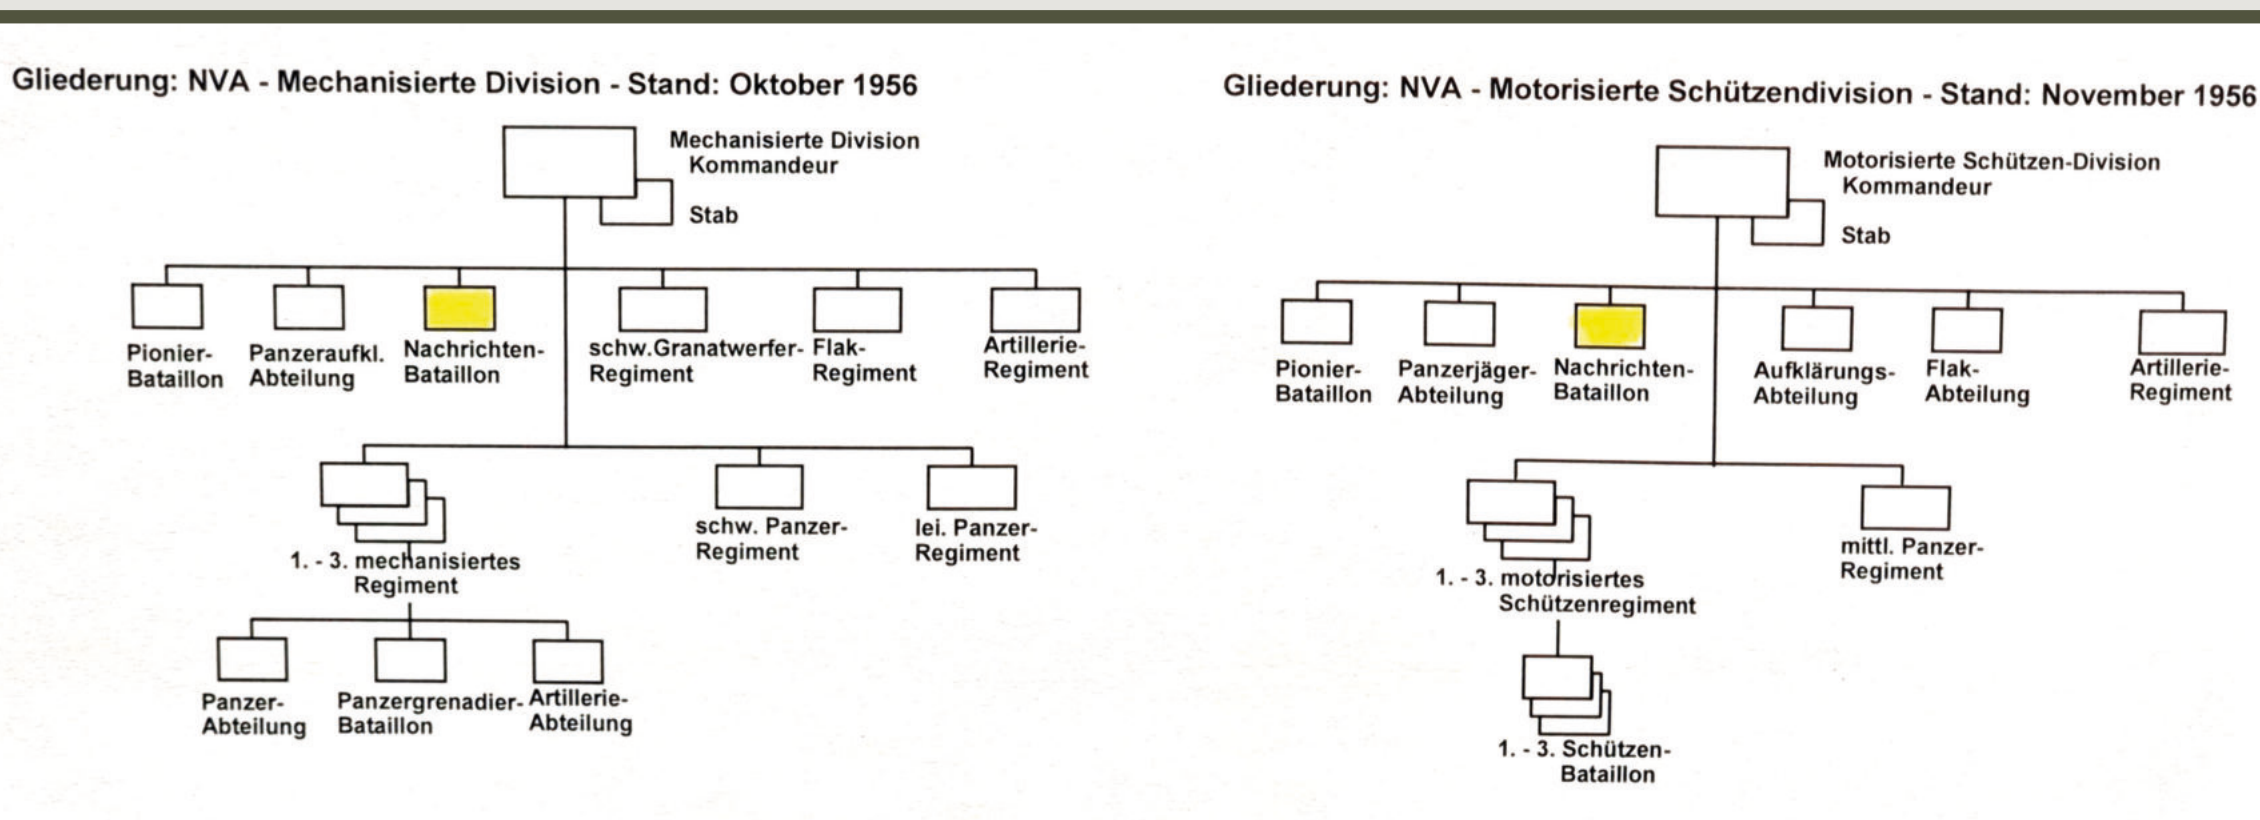 Gliederung: NVA - Mechanisierte Division - Stand: Oktober 1956
Mechanisierte Division
Kommandeur
Stab
Pionier-
Bataillon
Panzeraufkl.
Abteilung
Nachrichten-
Bataillon
schw.Granatwerfer-
Regiment
Flak-
Regiment
Artillerie-
Regiment
1. - 3. mechanisiertes
Regiment
schw. Panzer-
Regiment
lei. Panzer-
Regiment
Panzer-
Abteilung
Panzergrenadier-
Bataillon
Artillerie-
Abteilung
Gliederung: NVA - Motorisierte Schützendivision - Stand: November 1956
Motorisierte Schützen-Division
Kommandeur
Stab
Pionier-
Bataillon
Panzerjäger-
Abteilung
Nachrichten-
Bataillon
Aufklärungs-
Abteilung
Flak-
Abteilung
Artillerie-
Regiment
1. - 3. motorisiertes
Schützenregiment
mittl. Panzer-
Regiment
1. - 3. Schützen-
Bataillon